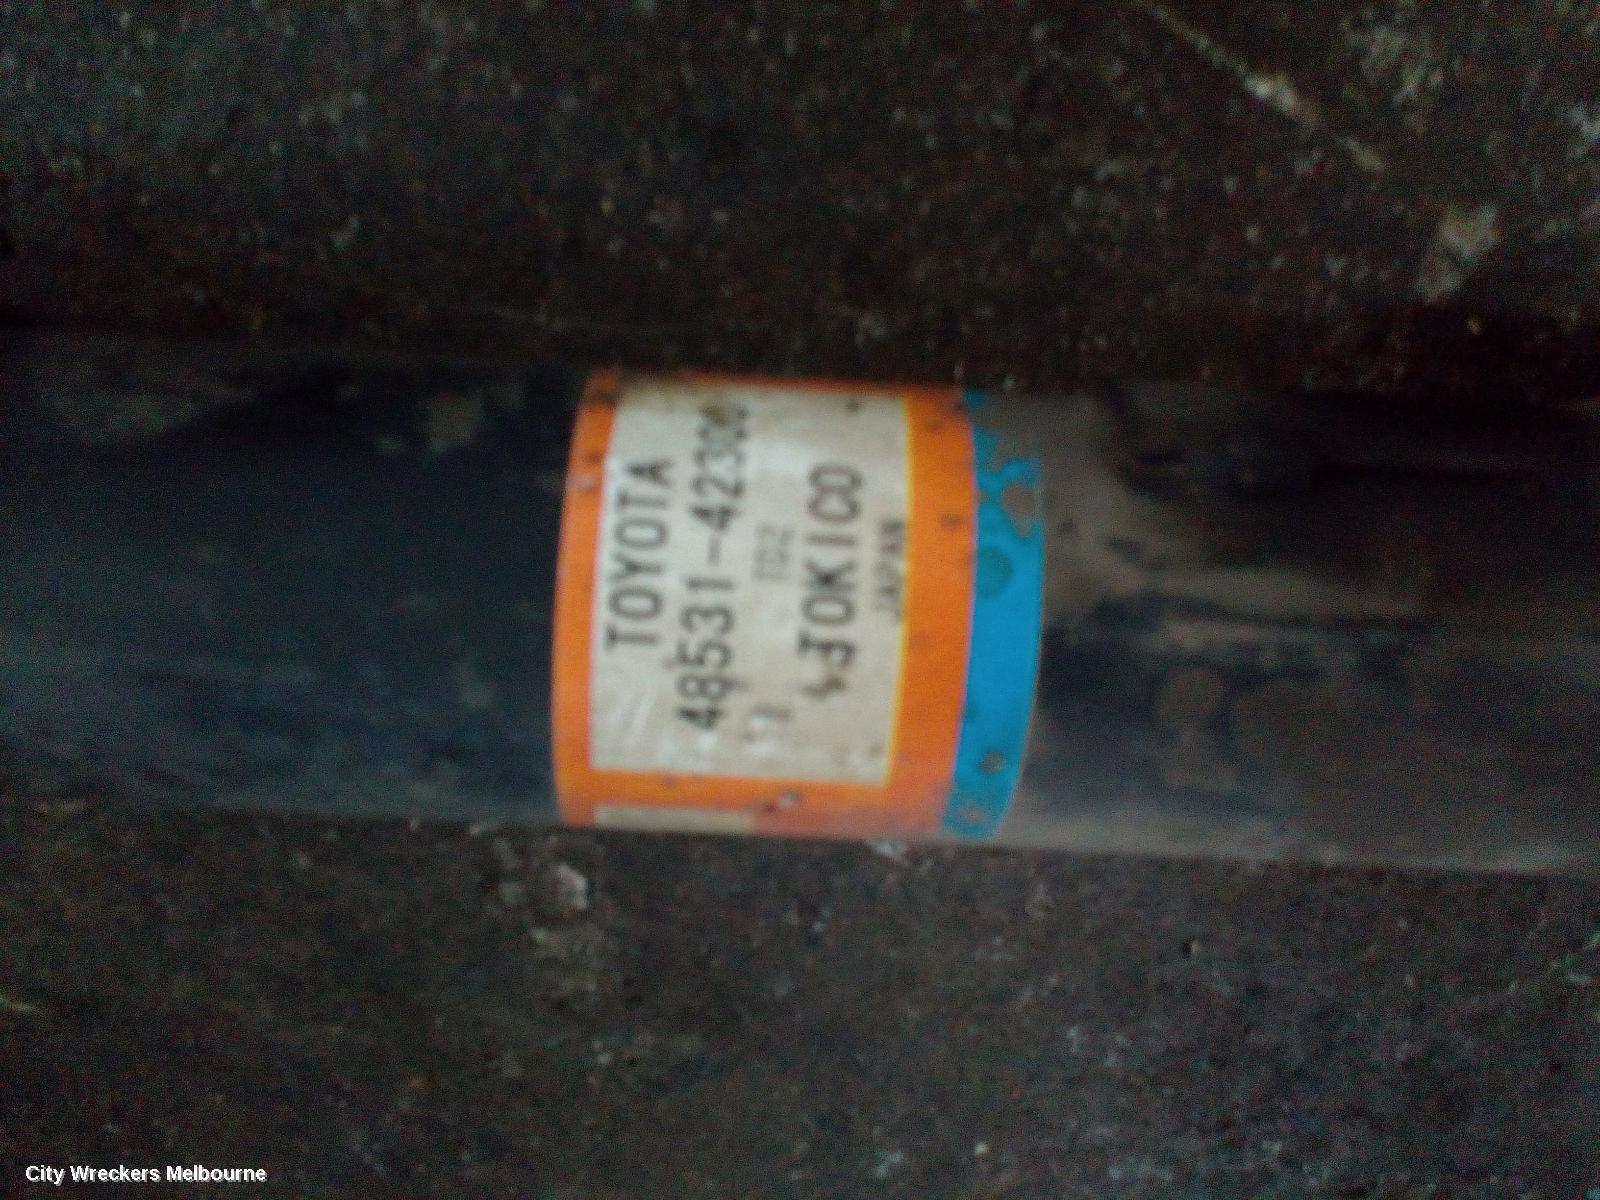 TOYOTA
48531-42300
TOKICO
JAPAN
City Wreckers Melbourne